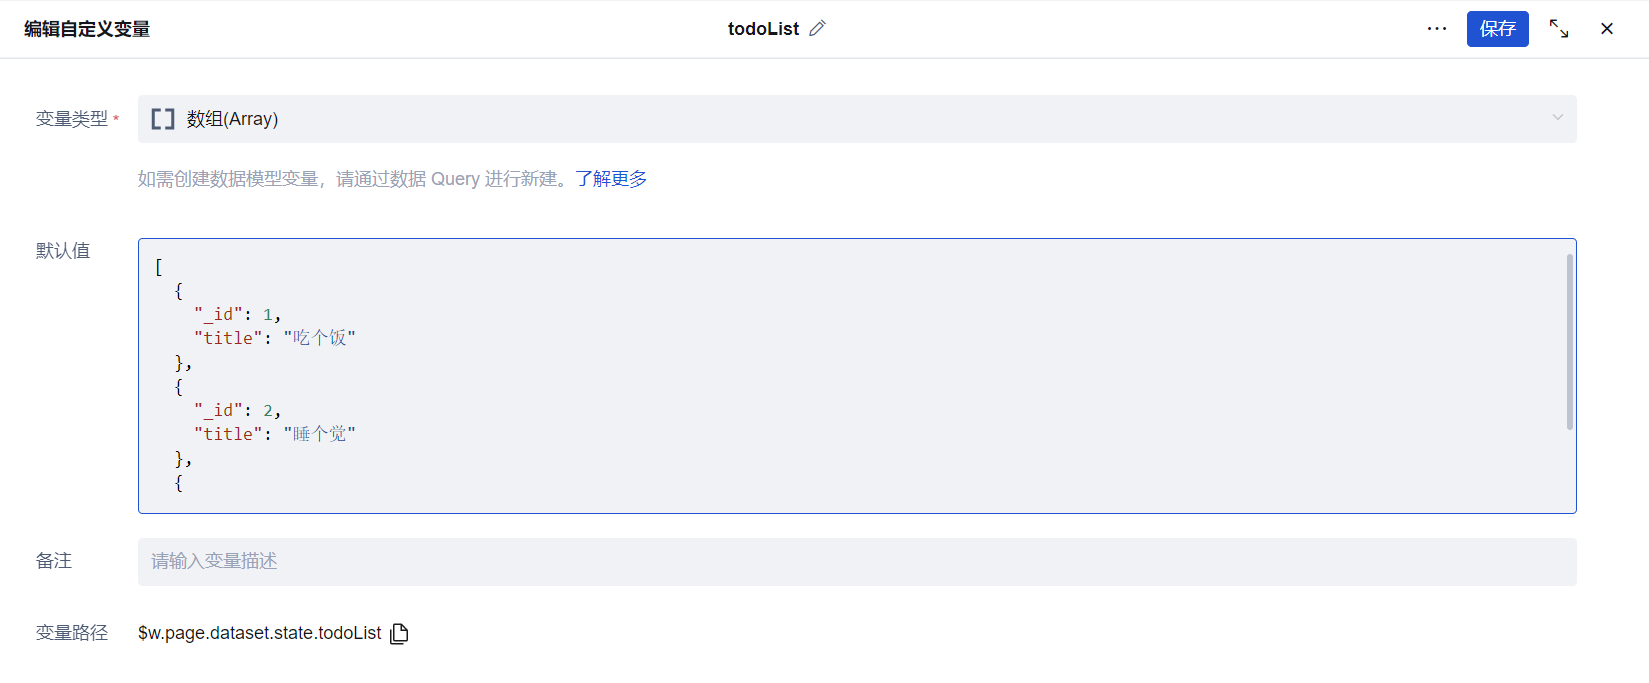 编辑自定义变量
todoList
保存
变量类型 *
数组(Array)
如需创建数据模型变量，请通过数据 Query 进行新建。了解更多
默认值
[
{
"_id": 1,
"title": "吃个饭"
},
{
"_id": 2,
"title": "睡个觉"
},
{
备注
请输入变量描述
变量路径
$w.page.dataset.state.todoList